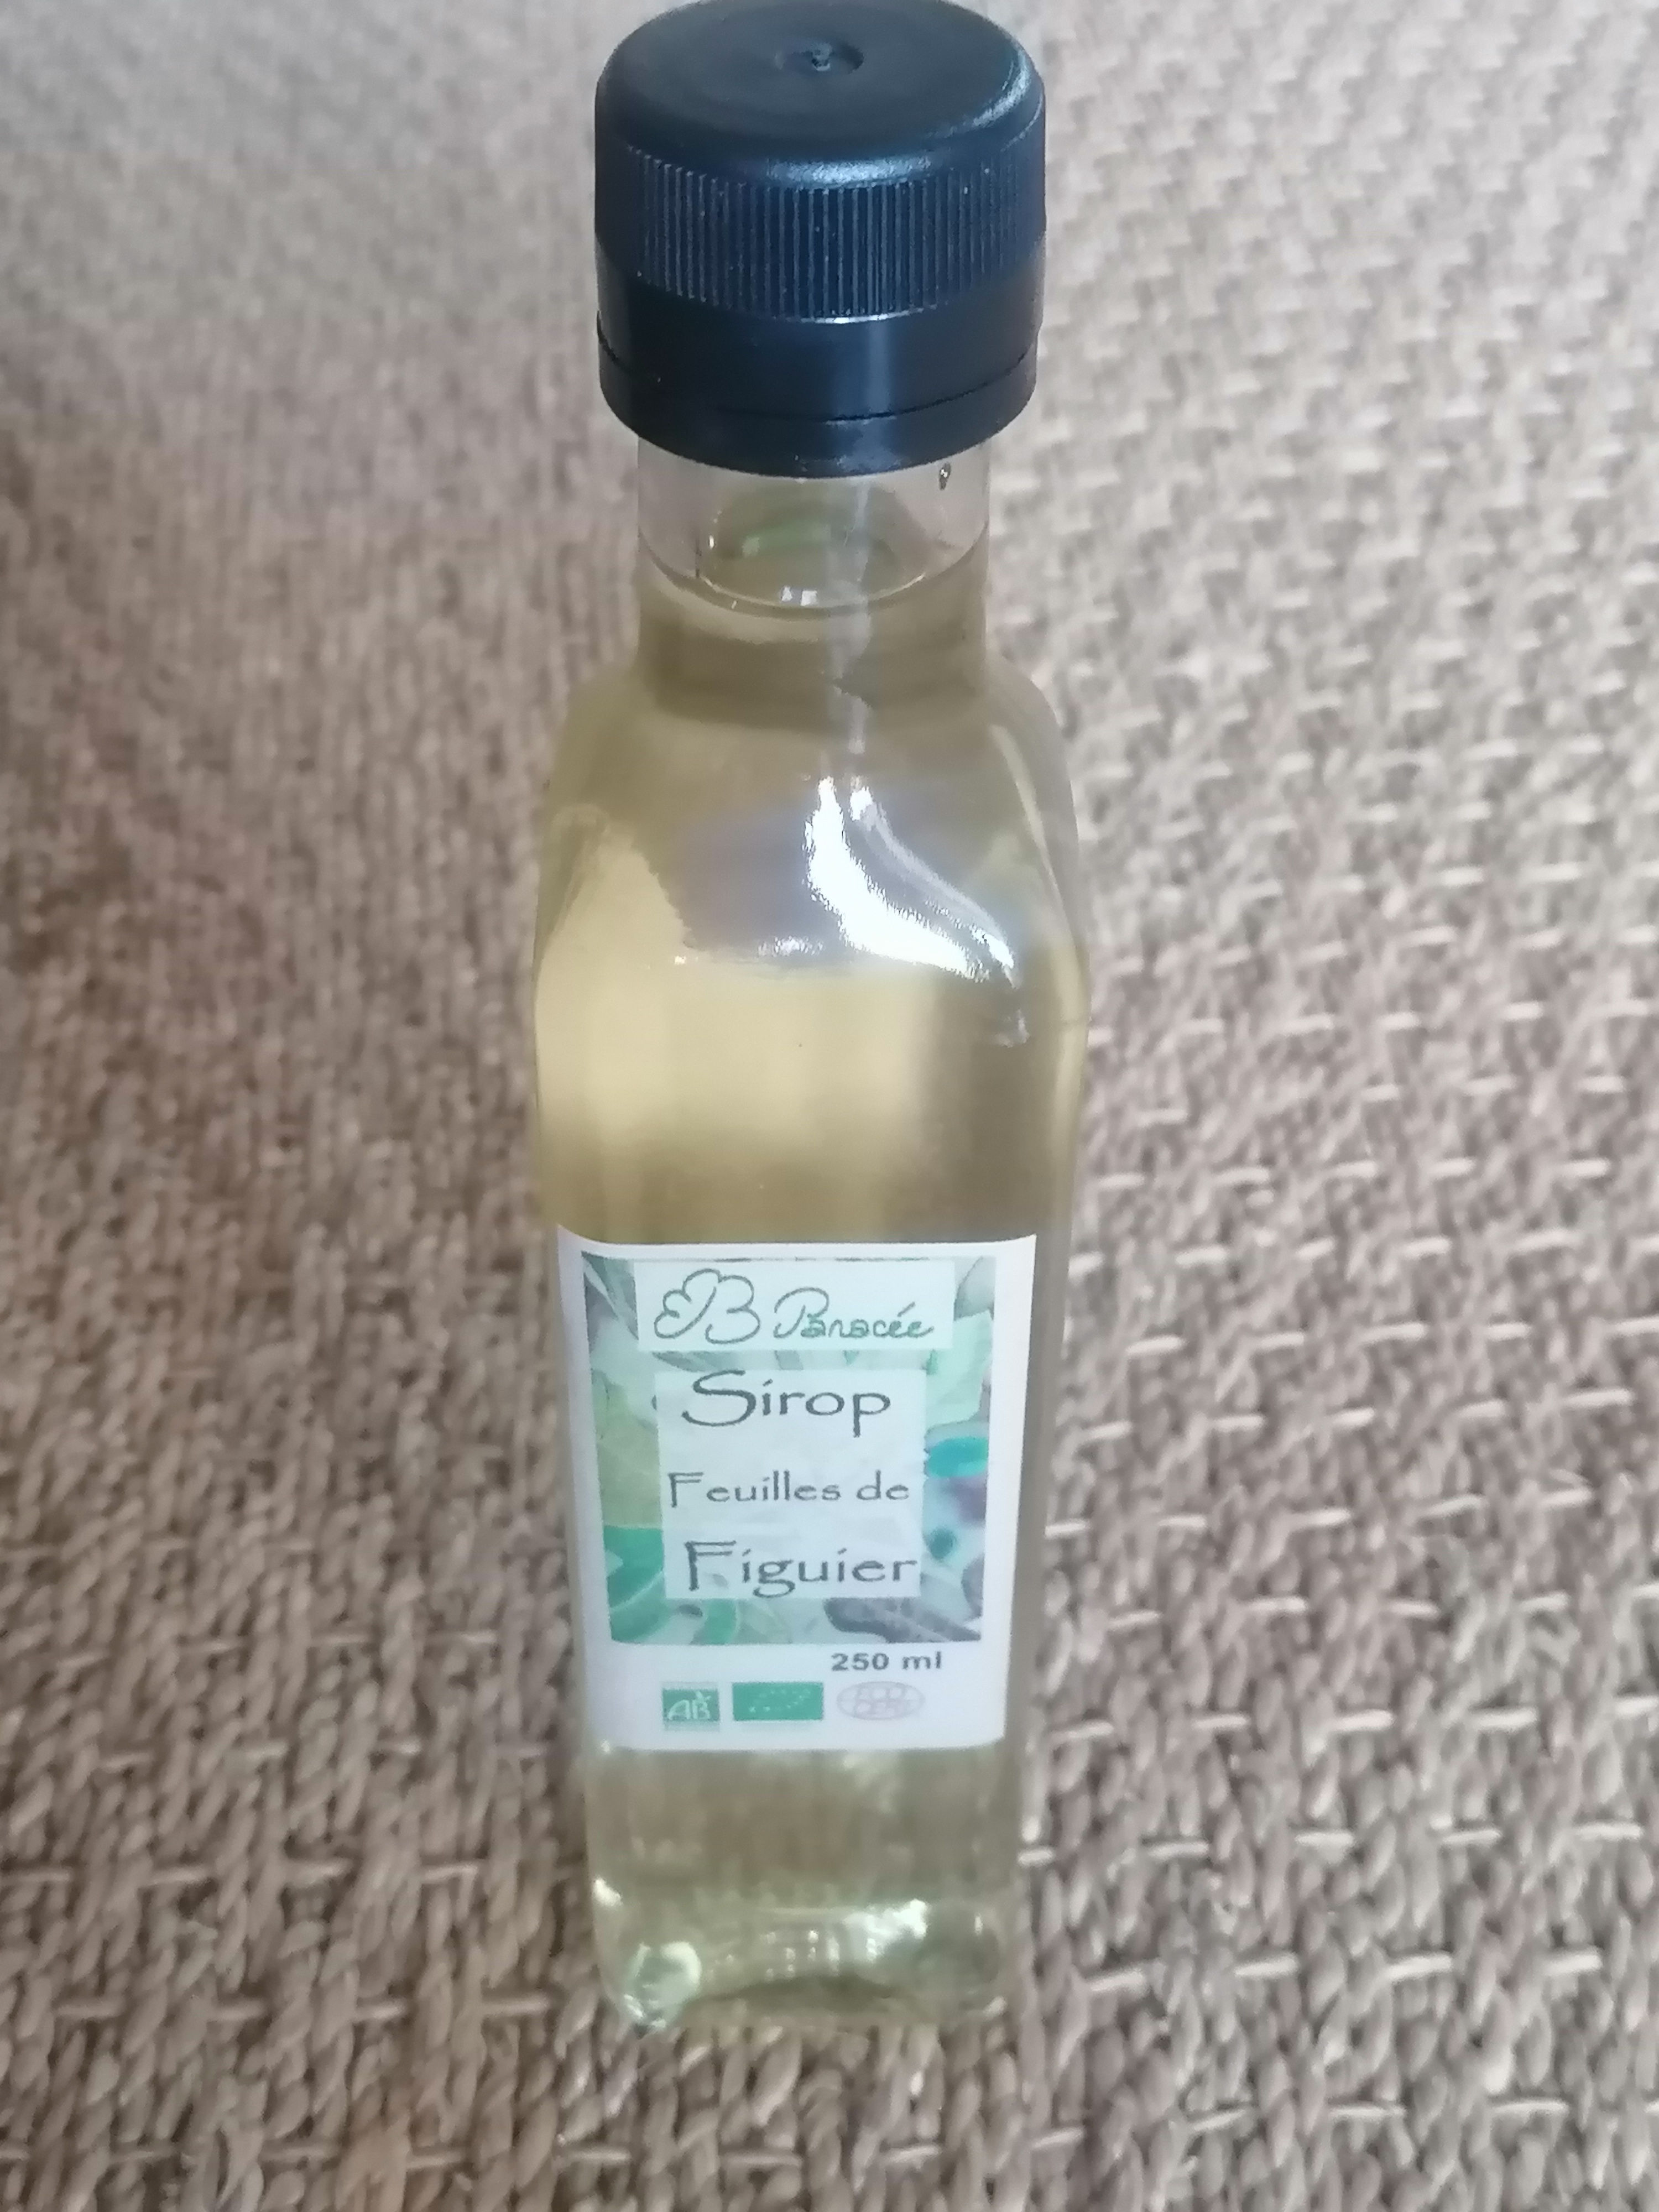 B Panacée
Sirop
Feuilles de
Figuier
250 ml
AB